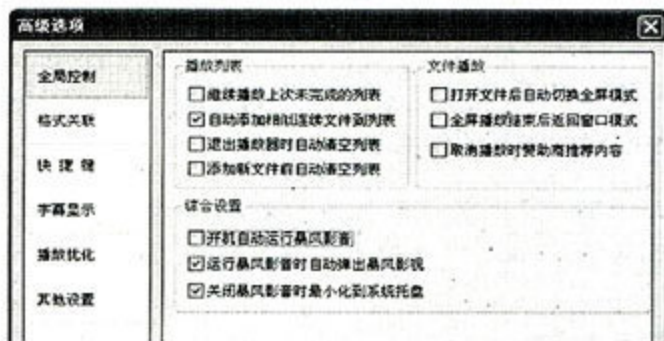 高级选项
全局控制
格式关联
快捷键
字幕显示
播放优化
其他设置
播放列表
继续播放上次未完成的列表
自动添加相似连续文件到列表
退出播放器时自动清空列表
添加新文件前自动清空列表
文件播放
打开文件后自动切换全屏模式
全屏播放结束后返回窗口模式
取消播放时赞助商推荐内容
综合设置
开机自动运行暴风影音
运行暴风影音时自动弹出暴风影视
关闭暴风影音时最小化到系统托盘